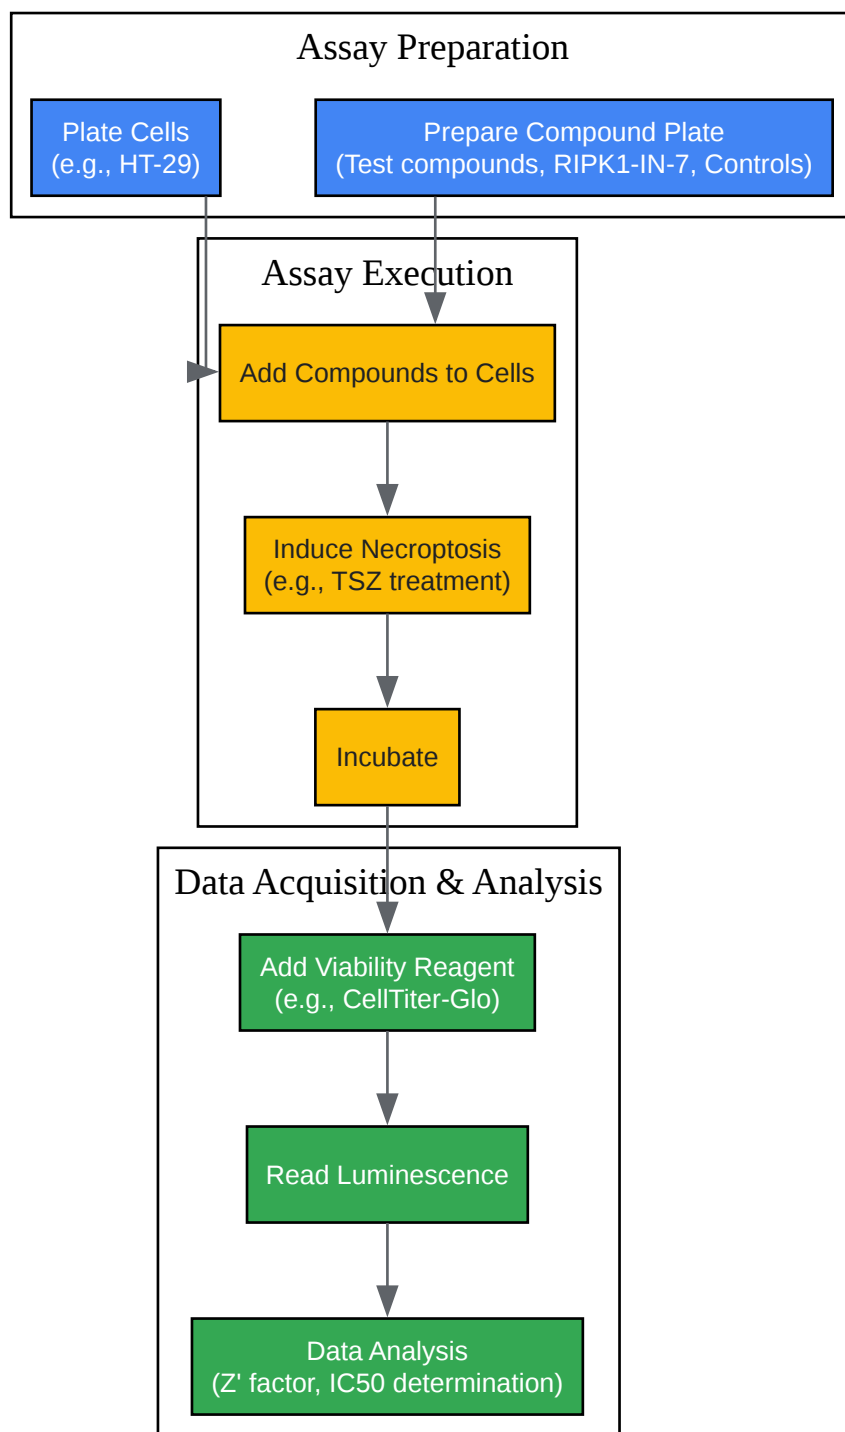 Assay Preparation
Plate Cells
(e.g., HT-29)
Prepare Compound Plate
(Test compounds, RIPK1-IN-7, Controls)
Assay Execution
Add Compounds to Cells
Induce Necroptosis
(e.g., TSZ treatment)
Incubate
Data Acquisition & Analysis
Add Viability Reagent
(e.g., CellTiter-Glo)
Read Luminescence
Data Analysis
(Z' factor, IC50 determination)